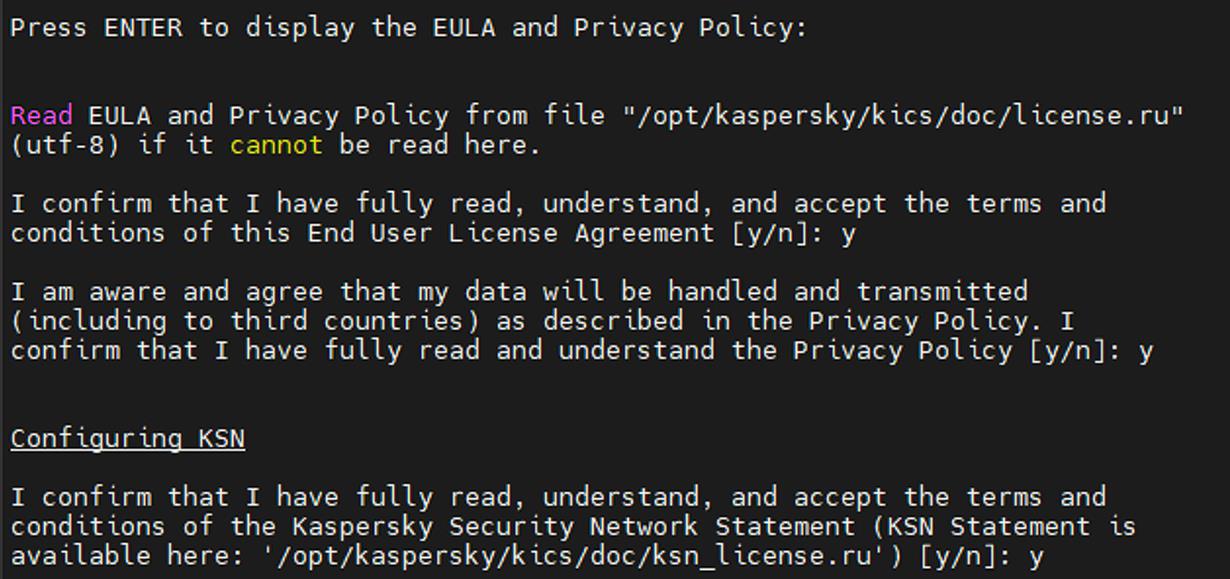 Press ENTER to display the EULA and Privacy Policy:
Read EULA and Privacy Policy from file "/opt/kaspersky/kics/doc/license.ru"
(utf-8) if it cannot be read here.
I confirm that I have fully read, understand, and accept the terms and
conditions of this End User License Agreement [y/n]: y
I am aware and agree that my data will be handled and transmitted
(including to third countries) as described in the Privacy Policy. I
confirm that I have fully read and understand the Privacy Policy [y/n]: y
Configuring KSN
I confirm that I have fully read, understand, and accept the terms and
conditions of the Kaspersky Security Network Statement (KSN Statement is
available here: '/opt/kaspersky/kics/doc/ksn_license.ru') [y/n]: y